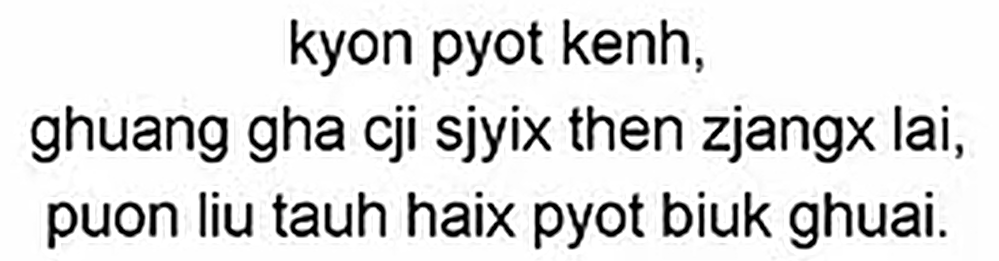 kyon pyot kenh,
ghuang gha cji sjyix then zjangx lai,
puon liu tauh haix pyot biuk ghuai.